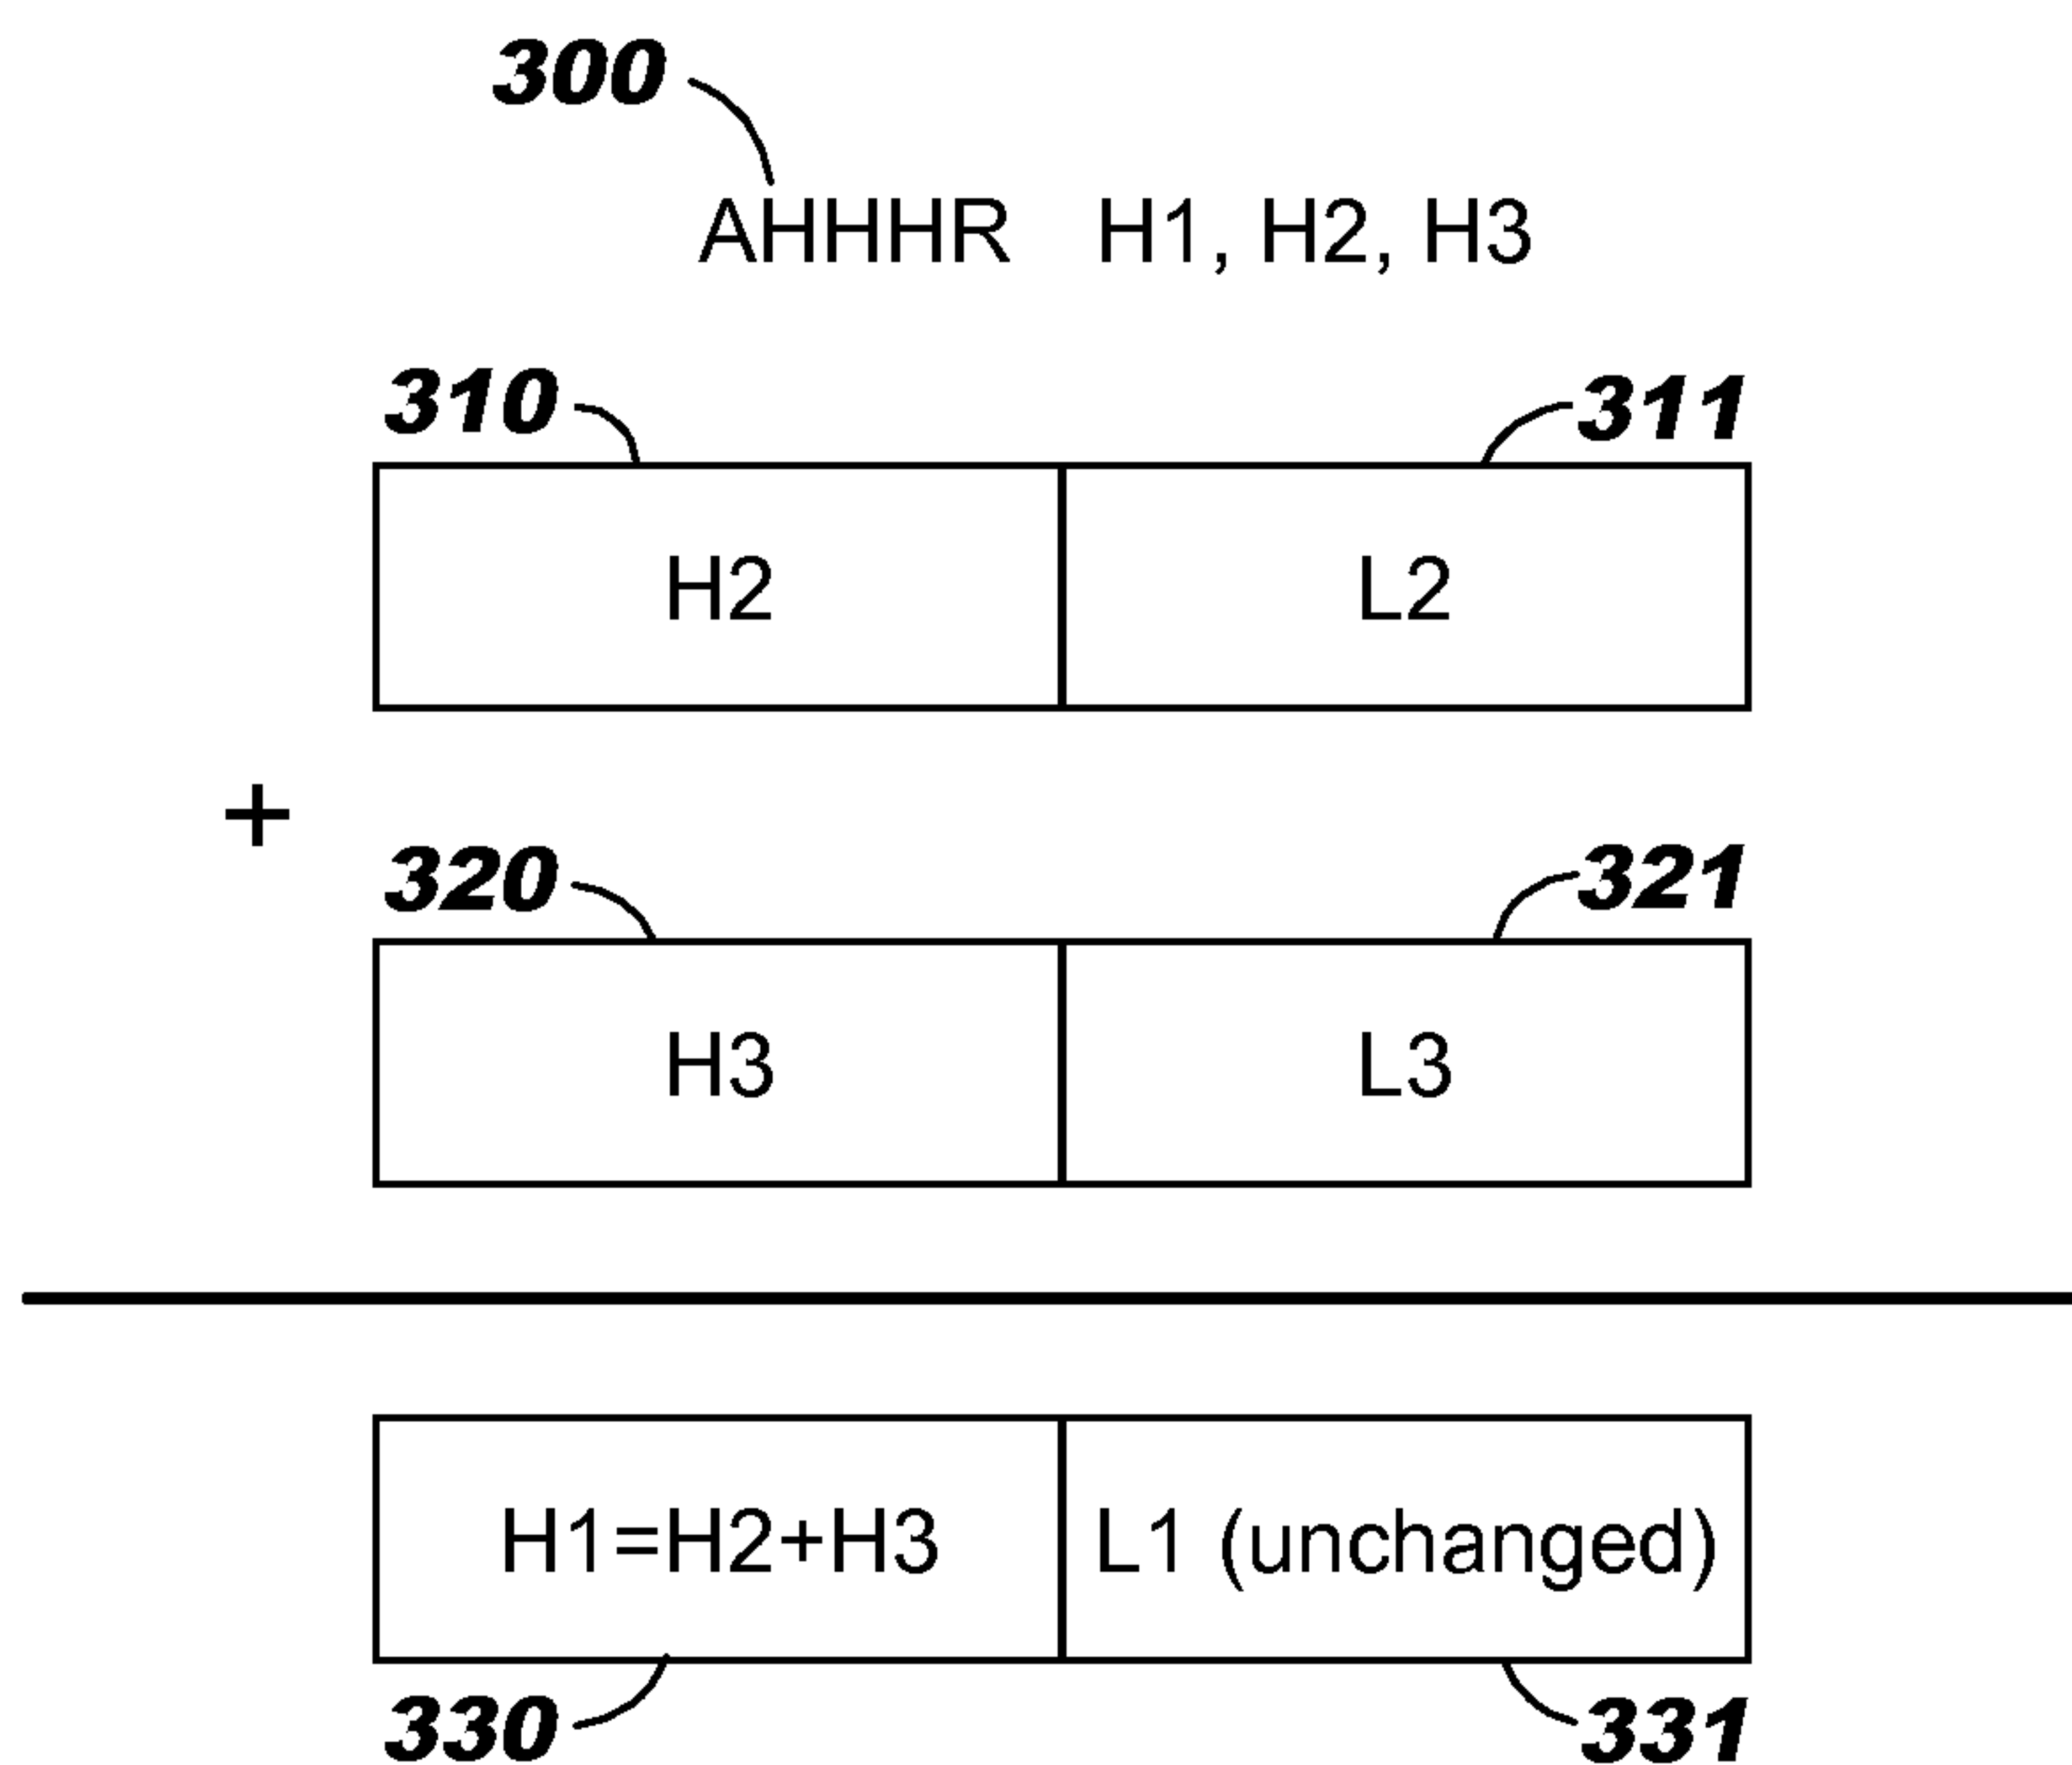 300
AHHHR H1, H2, H3
310 311
H2 L2
+
320 321
H3 L3
H1=H2+H3 L1 (unchanged)
330 331